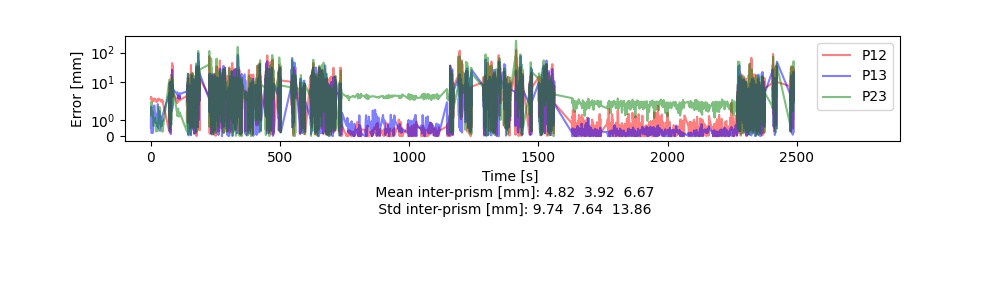 Error [mm]
10²
10¹
10⁰
0
P12
P13
P23
0 500 1000 1500 2000 2500
Time [s]
Mean inter-prism [mm]: 4.82 3.92 6.67
Std inter-prism [mm]: 9.74 7.64 13.86